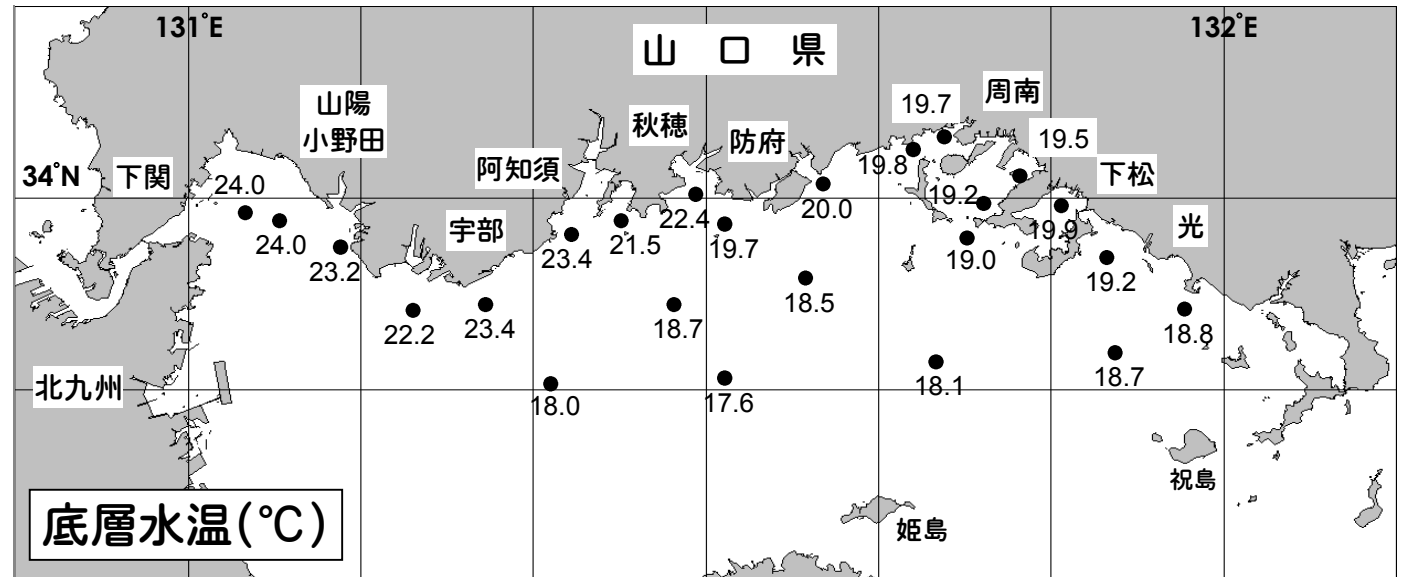 131°E
132°E
山 口 県
山陽
小野田
秋穂
防府
19.7
周南
19.5
34°N
下関
24.0
阿知須
宇部
19.8
19.2
下松
光
24.0
23.2
23.4
21.5
22.4
19.7
20.0
19.0
19.9
19.2
22.2
23.4
18.7
18.5
18.8
18.7
北九州
18.0
17.6
18.1
祝島
姫島
底層水温(℃)